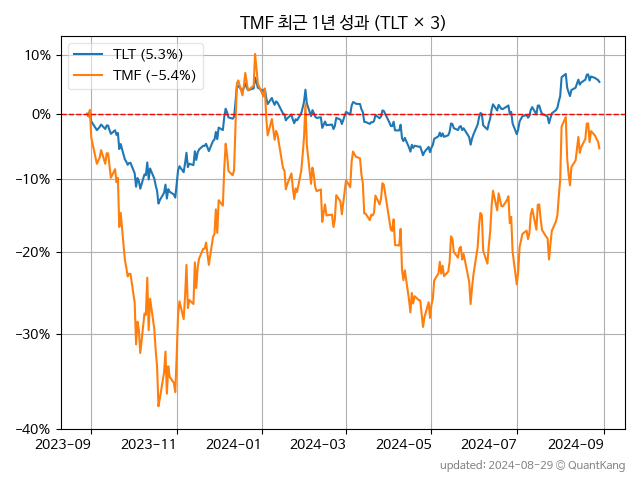 TMF 최근 1년 성과 (TLT × 3)
TLT (5.3%)
TMF (−5.4%)
10%
0%
−10%
−20%
−30%
−40%
2023-09 2023-11 2024-01 2024-03 2024-05 2024-07 2024-09
updated: 2024-08-29 © QuantKang